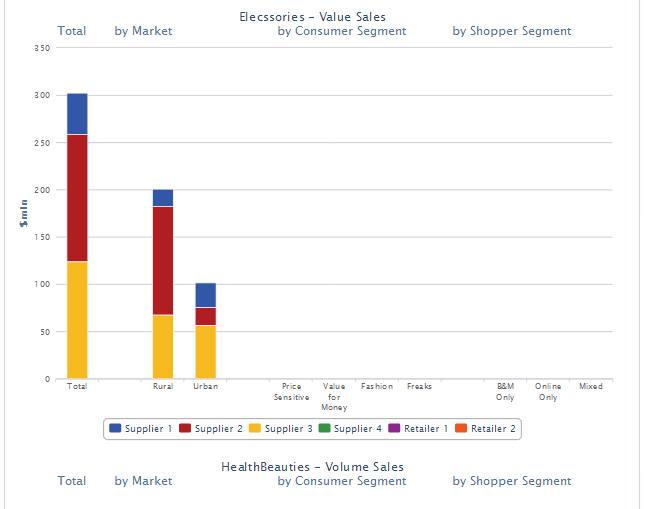 Elecssories - Value Sales
Total by Market by Consumer Segment by Shopper Segment
350
300
250
200
150
100
50
0
$mln
Total Rural Urban Price Sensitive Value for Money Fashion Freaks B&M Only Online Only Mixed
Supplier 1 Supplier 2 Supplier 3 Supplier 4 Retailer 1 Retailer 2
HealthBeauties - Volume Sales
Total by Market by Consumer Segment by Shopper Segment